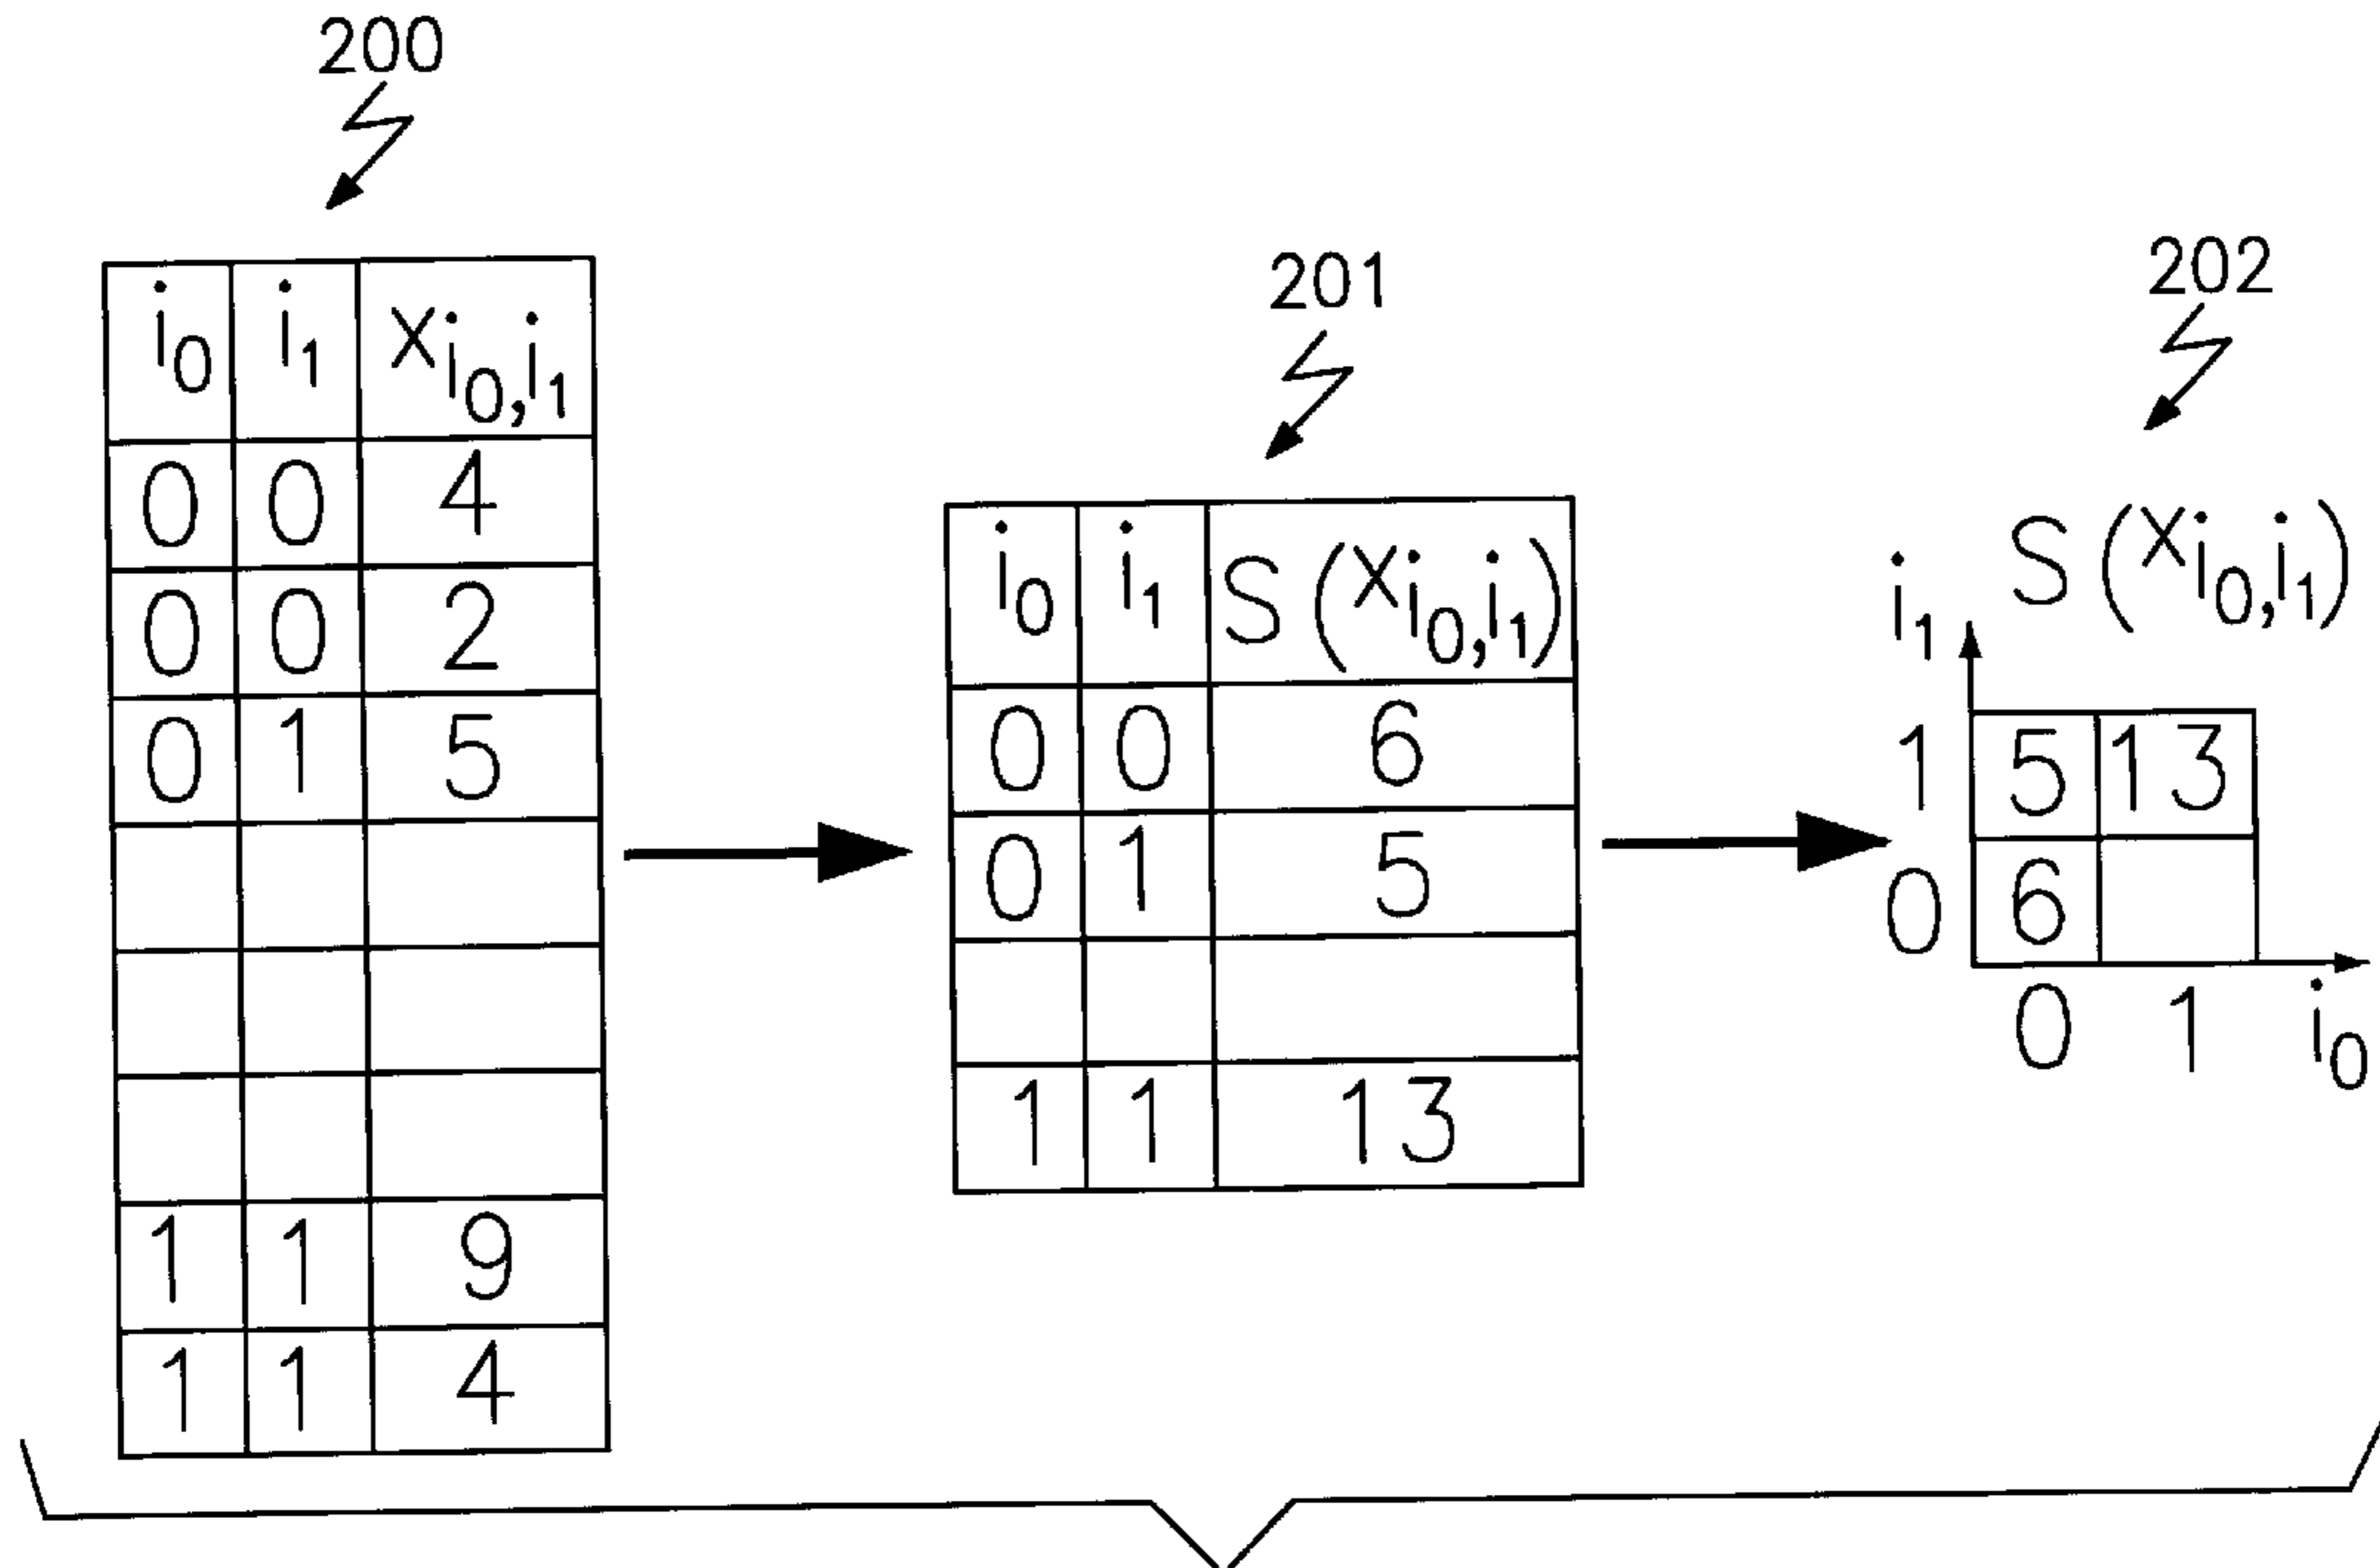 200
i₀ i₁ xᵢ₀,ᵢ₁
0 0 4
0 0 2
0 1 5
1 1 9
1 1 4
201
i₀ i₁ S(xᵢ₀,ᵢ₁)
0 0 6
0 1 5
1 1 13
202
i₁ S(xᵢ₀,ᵢ₁)
1 5 13
0 6
0 1 i₀